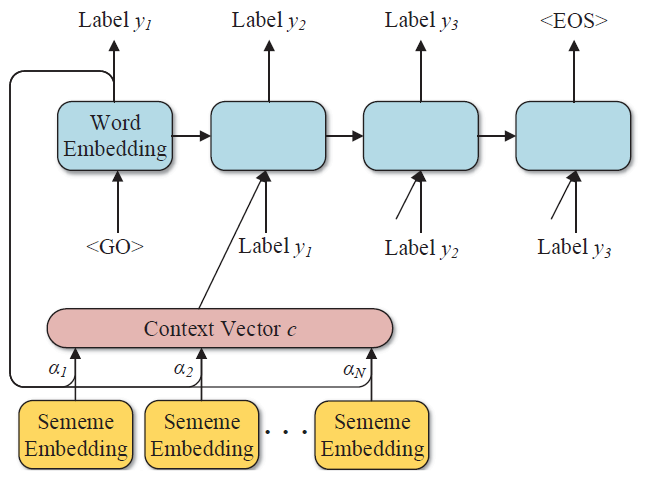 Label y1 Label y2 Label y3 <EOS>
Word
Embedding
<GO> Label y1 Label y2 Label y3
Context Vector c
α1 α2 αN
Sememe Sememe Sememe
Embedding Embedding . . . Embedding